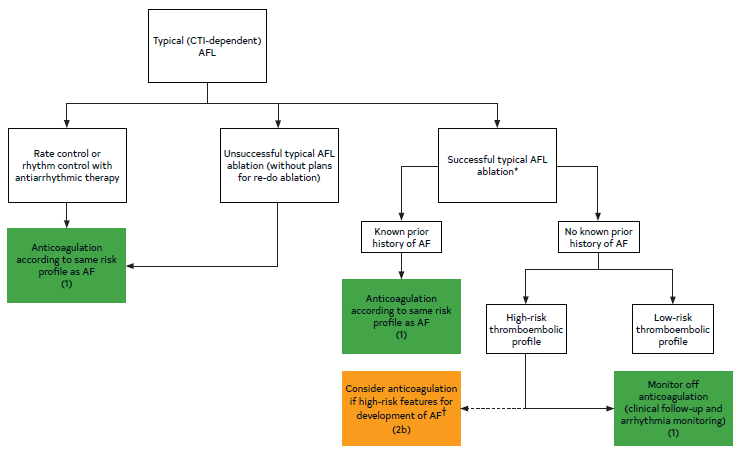 Typical (CTI-dependent)
AFL
Rate control or
rhythm control with
antiarrhythmic therapy
Unsuccessful typical AFL
ablation (without plans
for re-do ablation)
Successful typical AFL
ablation*
Known prior
history of AF
No known prior
history of AF
Anticoagulation
according to same risk
profile as AF
(1)
Anticoagulation
according to same risk
profile as AF
(1)
High-risk
thromboembolic
profile
Low-risk
thromboembolic
profile
Consider anticoagulation
if high-risk features for
development of AF†
(2b)
Monitor off
anticoagulation
(clinical follow-up and
arrhythmia monitoring)
(1)